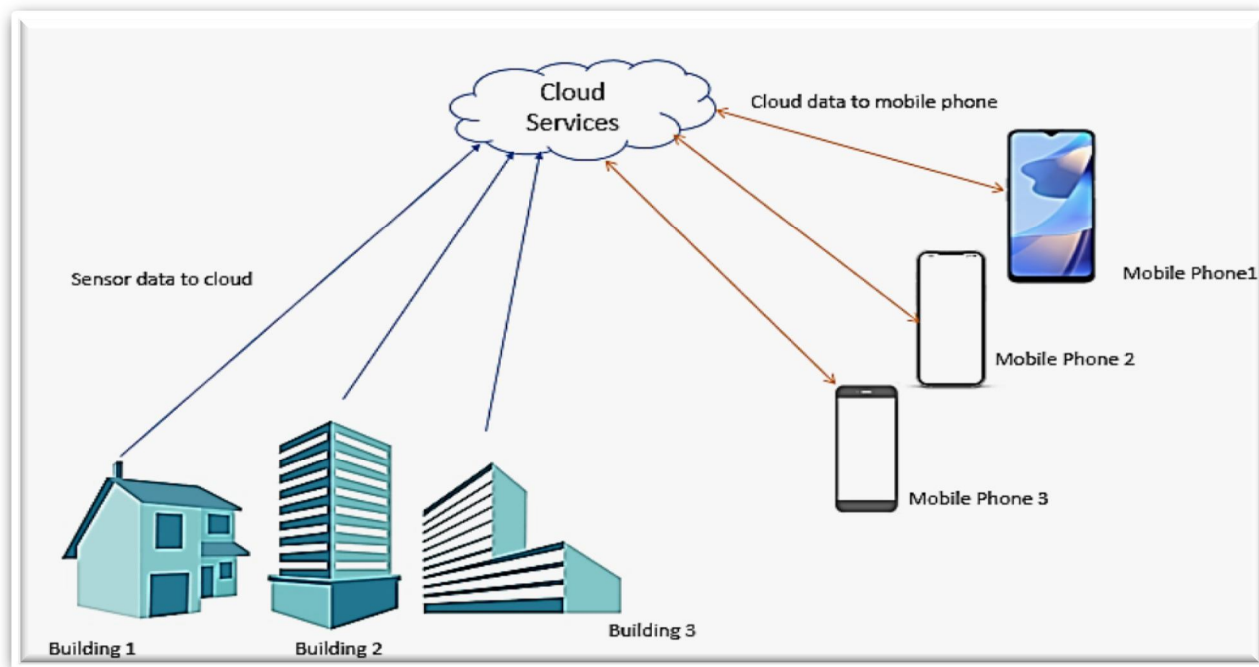 Cloud
Services
Cloud data to mobile phone
Sensor data to cloud
Mobile Phone1
Mobile Phone 2
Mobile Phone 3
Building 1
Building 2
Building 3